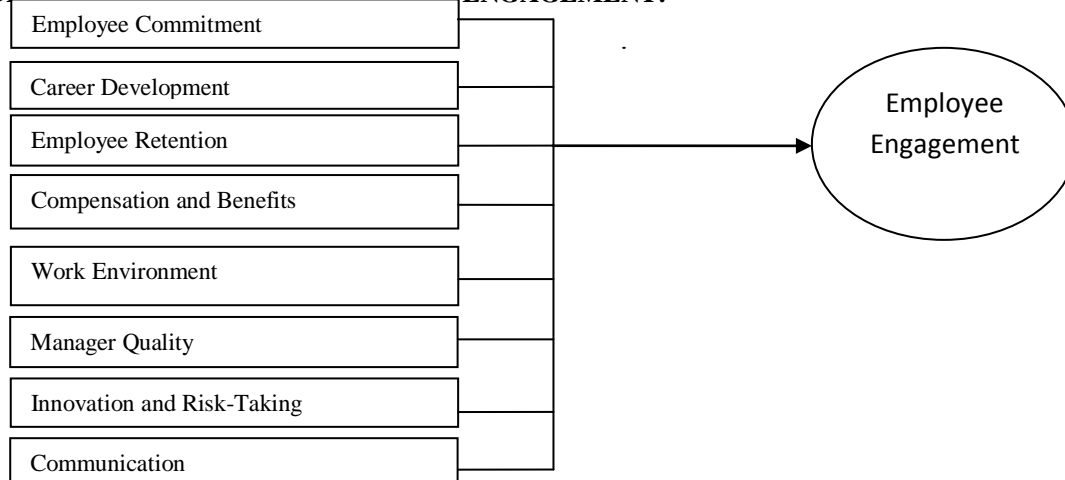 ENGAGEMENT:
Employee Commitment
Career Development
Employee Retention
Compensation and Benefits
Work Environment
Manager Quality
Innovation and Risk-Taking
Communication
Employee
Engagement